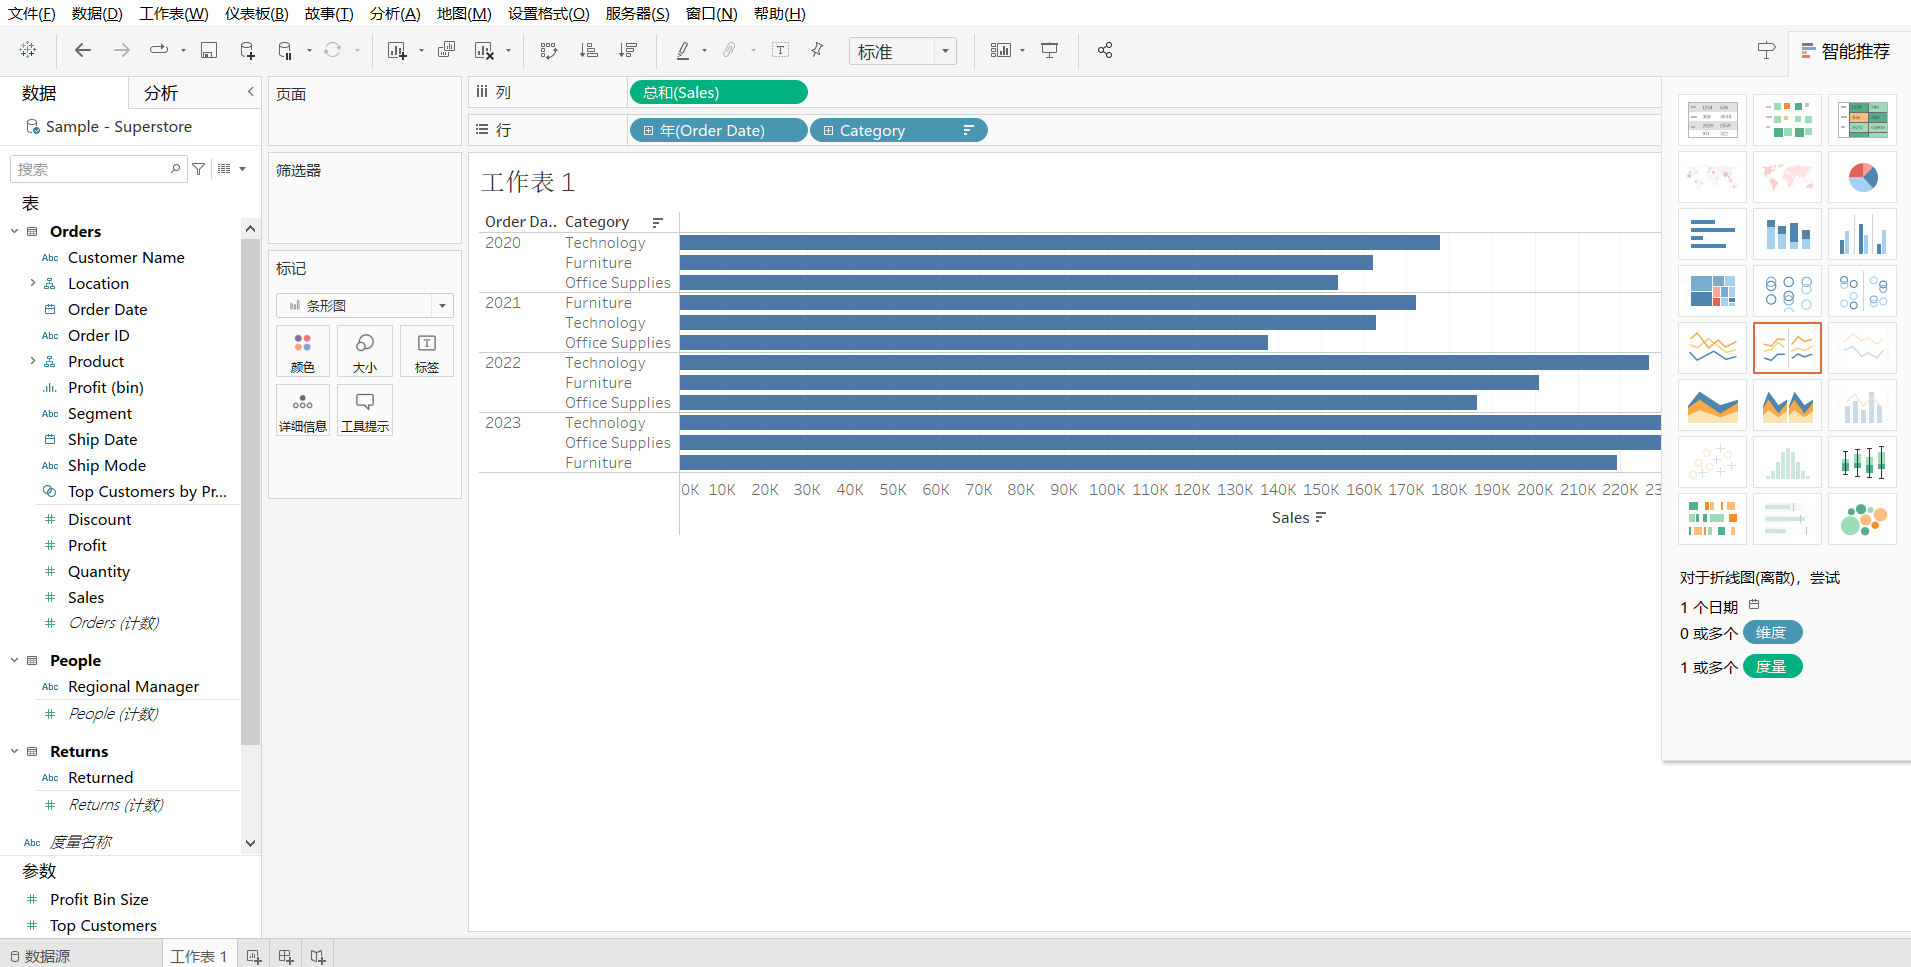 文件(F) 数据(D) 工作表(W) 仪表板(B) 故事(T) 分析(A) 地图(M) 设置格式(O) 服务器(S) 窗口(N) 帮助(H)
标准
智能推荐
数据 分析
Sample - Superstore
搜索
表
Orders
Abc Customer Name
Location
Order Date
Abc Order ID
Product
Profit (bin)
Abc Segment
Ship Date
Abc Ship Mode
Top Customers by Pr...
# Discount
# Profit
# Quantity
# Sales
# Orders (计数)
People
Abc Regional Manager
# People (计数)
Returns
Abc Returned
# Returns (计数)
Abc 度量名称
参数
# Profit Bin Size
# Top Customers
页面
筛选器
标记
条形图
颜色 大小 标签
详细信息 工具提示
列 总和(Sales)
行 年(Order Date) Category
工作表 1
Order Da.. Category
2020 Technology
Furniture
Office Supplies
2021 Furniture
Technology
Office Supplies
2022 Technology
Furniture
Office Supplies
2023 Technology
Office Supplies
Furniture
0K 10K 20K 30K 40K 50K 60K 70K 80K 90K 100K 110K 120K 130K 140K 150K 160K 170K 180K 190K 200K 210K 220K 23
Sales
对于折线图(离散)，尝试
1 个日期
0 或多个 维度
1 或多个 度量
数据源 工作表 1